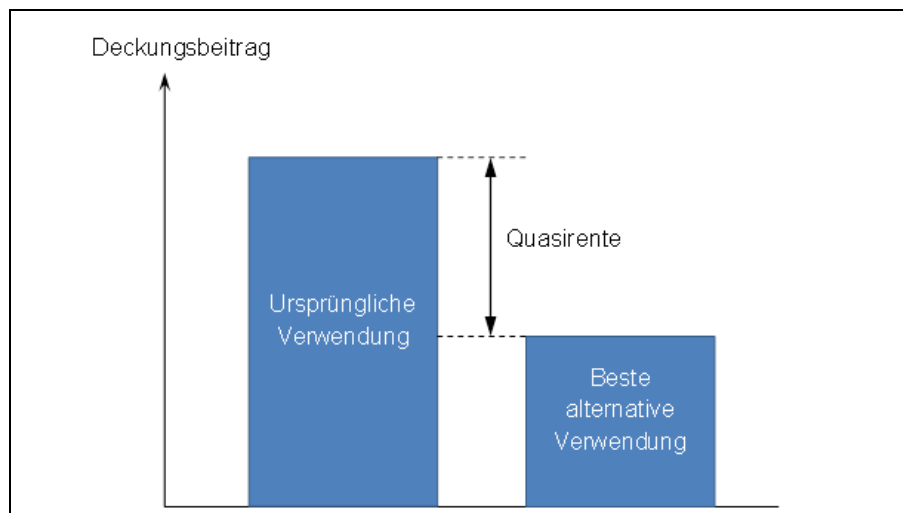 Deckungsbeitrag
Quasirente
Ursprüngliche
Verwendung
Beste
alternative
Verwendung